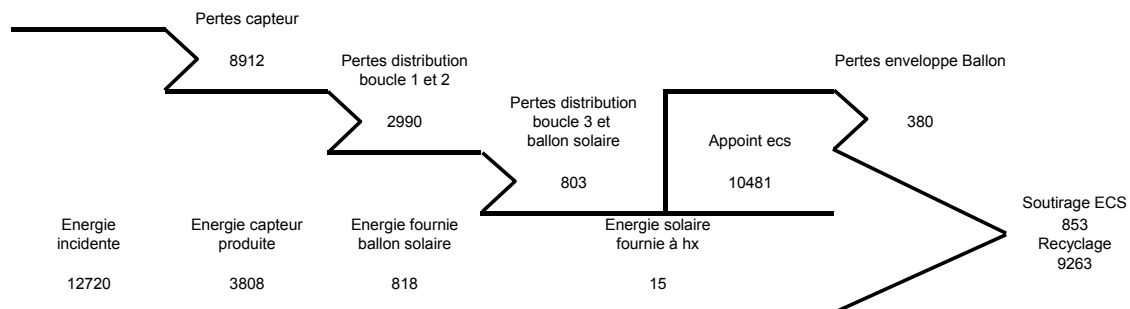 Pertes capteur
8912
Pertes distribution
boucle 1 et 2
2990
Pertes distribution
boucle 3 et
ballon solaire
803
Appoint ecs
10481
Pertes enveloppe Ballon
380
Energie
incidente
12720
Energie capteur
produite
3808
Energie fournie
ballon solaire
818
Energie solaire
fournie à hx
15
Soutirage ECS
853
Recyclage
9263